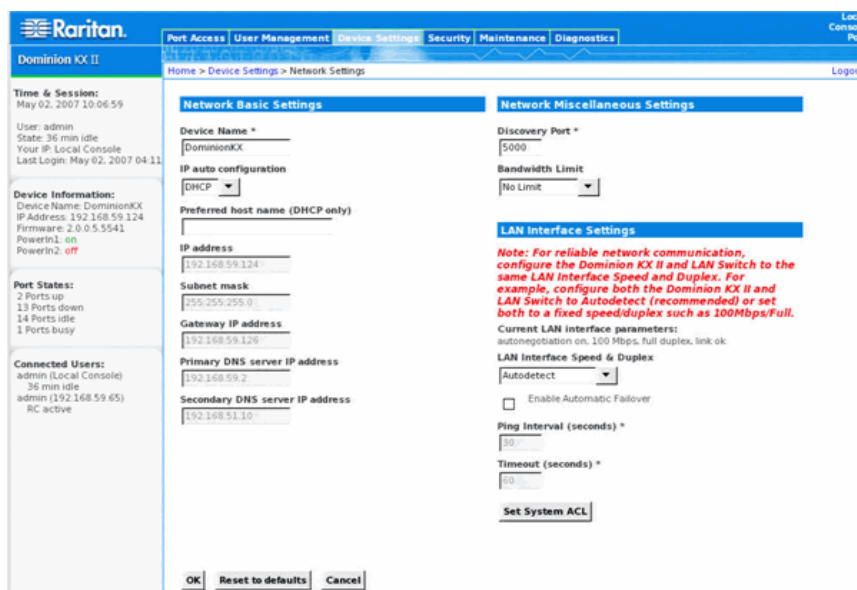 Raritan.
Dominion KX II
Port Access
User Management
Device Settings
Security
Maintenance
Diagnostics
Home > Device Settings > Network Settings
Logou
Time & Session:
May 02, 2007 10:06:59
User: admin
State: 36 min idle
Your IP: Local Console
Last Login: May 02, 2007 04:11
Device Information:
Device Name: DominionKX
IP Address: 192.168.59.124
Firmware: 2.0.0.5.5541
PowerIn1: on
PowerIn2: off
Port States:
2 Ports up
13 Ports down
14 Ports idle
1 Ports busy
Connected Users:
admin (Local Console)
36 min idle
admin (192.168.59.65)
RC active
Network Basic Settings
Device Name *
DominionKX
IP auto configuration
DHCP
Preferred host name (DHCP only)
IP address
192.168.59.124
Subnet mask
255.255.255.0
Gateway IP address
192.168.59.126
Primary DNS server IP address
192.168.59.2
Secondary DNS server IP address
192.168.51.10
Network Miscellaneous Settings
Discovery Port *
5000
Bandwidth Limit
No Limit
LAN Interface Settings
Note: For reliable network communication,
configure the Dominion KX II and LAN Switch to the
same LAN Interface Speed and Duplex. For
example, configure both the Dominion KX II and
LAN Switch to Autodetect (recommended) or set
both to a fixed speed/duplex such as 100Mbps/Full.
Current LAN interface parameters:
autonegotiation on, 100 Mbps, full duplex, link ok
LAN Interface Speed & Duplex
Autodetect
Enable Automatic Failover
Ping Interval (seconds) *
30
Timeout (seconds) *
60
Set System ACL
OK
Reset to defaults
Cancel